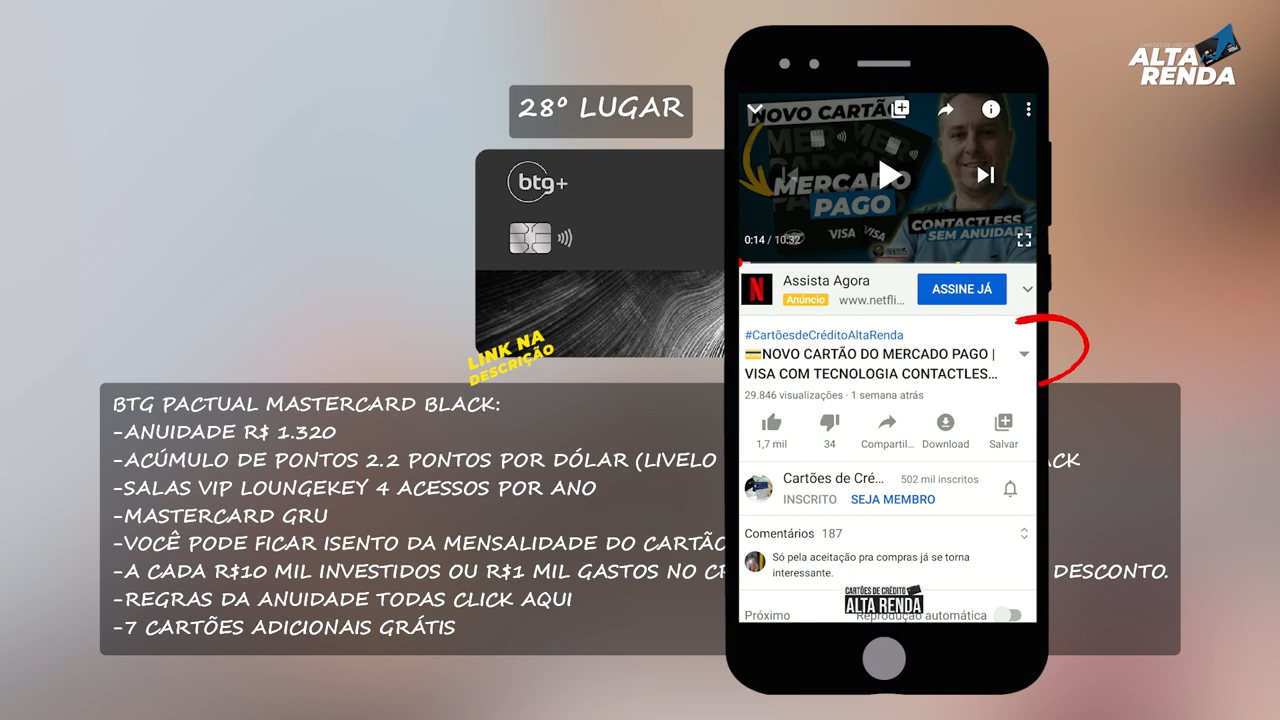 CARTÕES DE CRÉDITO
ALTA
RENDA
28º LUGAR
btg+
LINK NA
DESCRIÇÃO
BTG PACTUAL MASTERCARD BLACK:
-ANUIDADE R$ 1.320
-ACÚMULO DE PONTOS 2.2 PONTOS POR DÓLAR (LIVELO
-SALAS VIP LOUNGEKEY 4 ACESSOS POR ANO
-MASTERCARD GRU
-VOCÊ PODE FICAR ISENTO DA MENSALIDADE DO CARTÃO
-A CADA R$10 MIL INVESTIDOS OU R$1 MIL GASTOS NO DESCONTO.
-REGRAS DA ANUIDADE TODAS CLICK AQUI
-7 CARTÕES ADICIONAIS GRÁTIS
NOVO CARTÃO
MERCADO
PAGO
CONTACTLESS
SEM ANUIDADE
VISA VISA
0:14 / 10:32
Assista Agora
Anúncio www.netfli...
ASSINE JÁ
#CartõesdeCréditoAltaRenda
NOVO CARTÃO DO MERCADO PAGO |
VISA COM TECNOLOGIA CONTACTLES...
29.846 visualizações · 1 semana atrás
1,7 mil 34 Compartil... Download Salvar
Cartões de Cré... 502 mil inscritos
INSCRITO SEJA MEMBRO
Comentários 187
Só pela aceitação pra compras já se torna
interessante.
CARTÕES DE CRÉDITO
ALTA RENDA
Próximo Reprodução automática